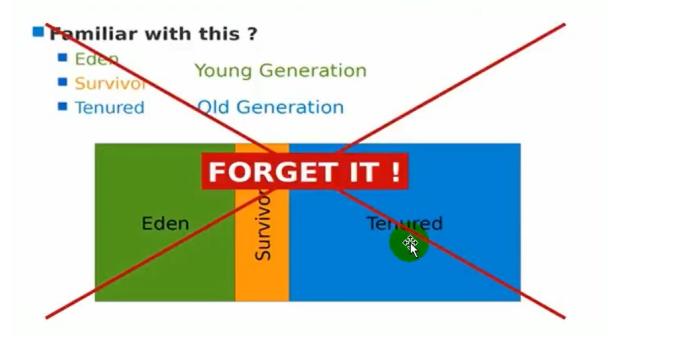 Familiar with this ?
Eden
Young Generation
Survivor
Tenured
Old Generation
FORGET IT !
Eden
Survivor
Tenured